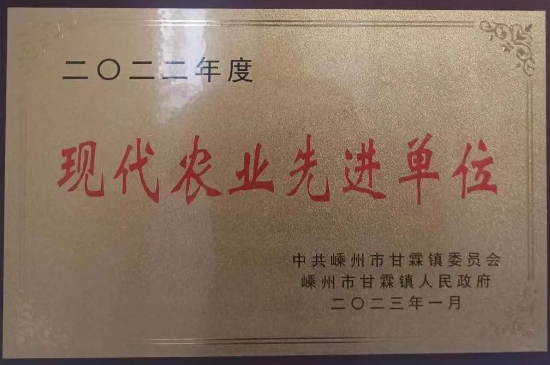 二〇二二年度
现代农业先进单位
中共嵊州市甘霖镇委员会
嵊州市甘霖镇人民政府
二〇二三年一月